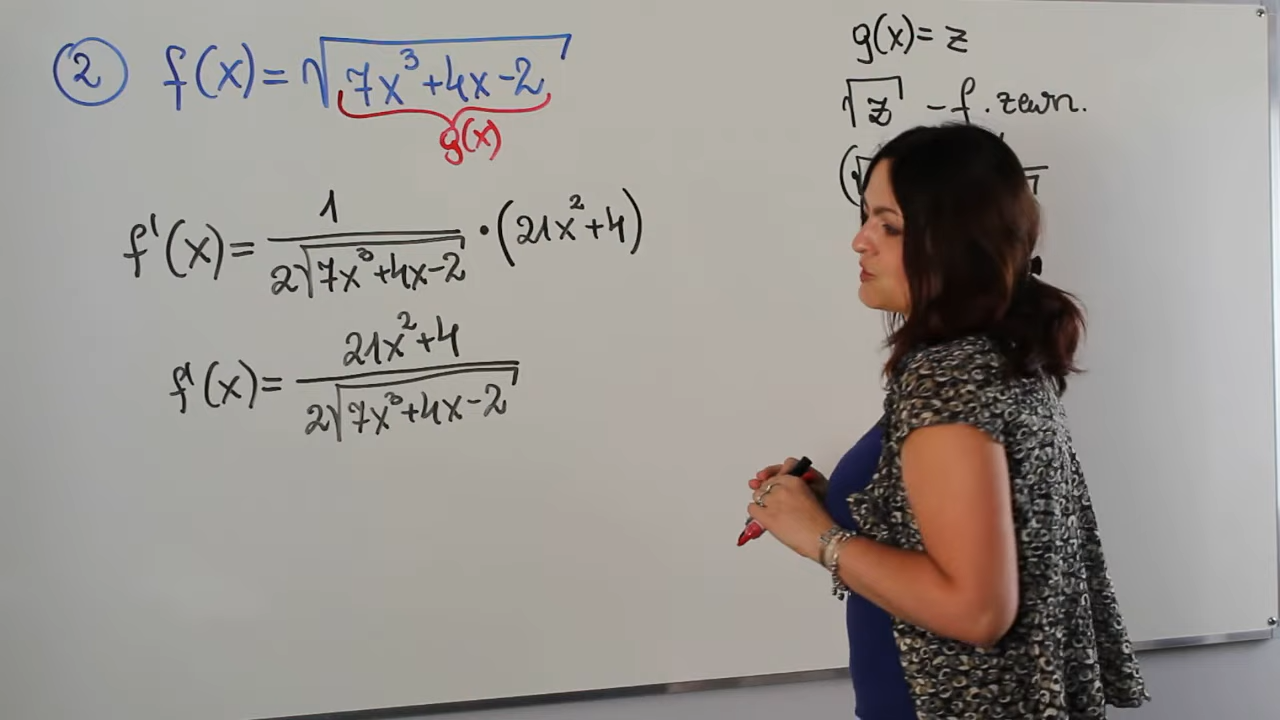 ② f(x) = √(7x³+4x-2)
g(x)
f'(x) = 1/(2√(7x³+4x-2)) · (21x²+4)
f'(x) = (21x²+4)/(2√(7x³+4x-2))
g(x) = z
√z - f. zewn.